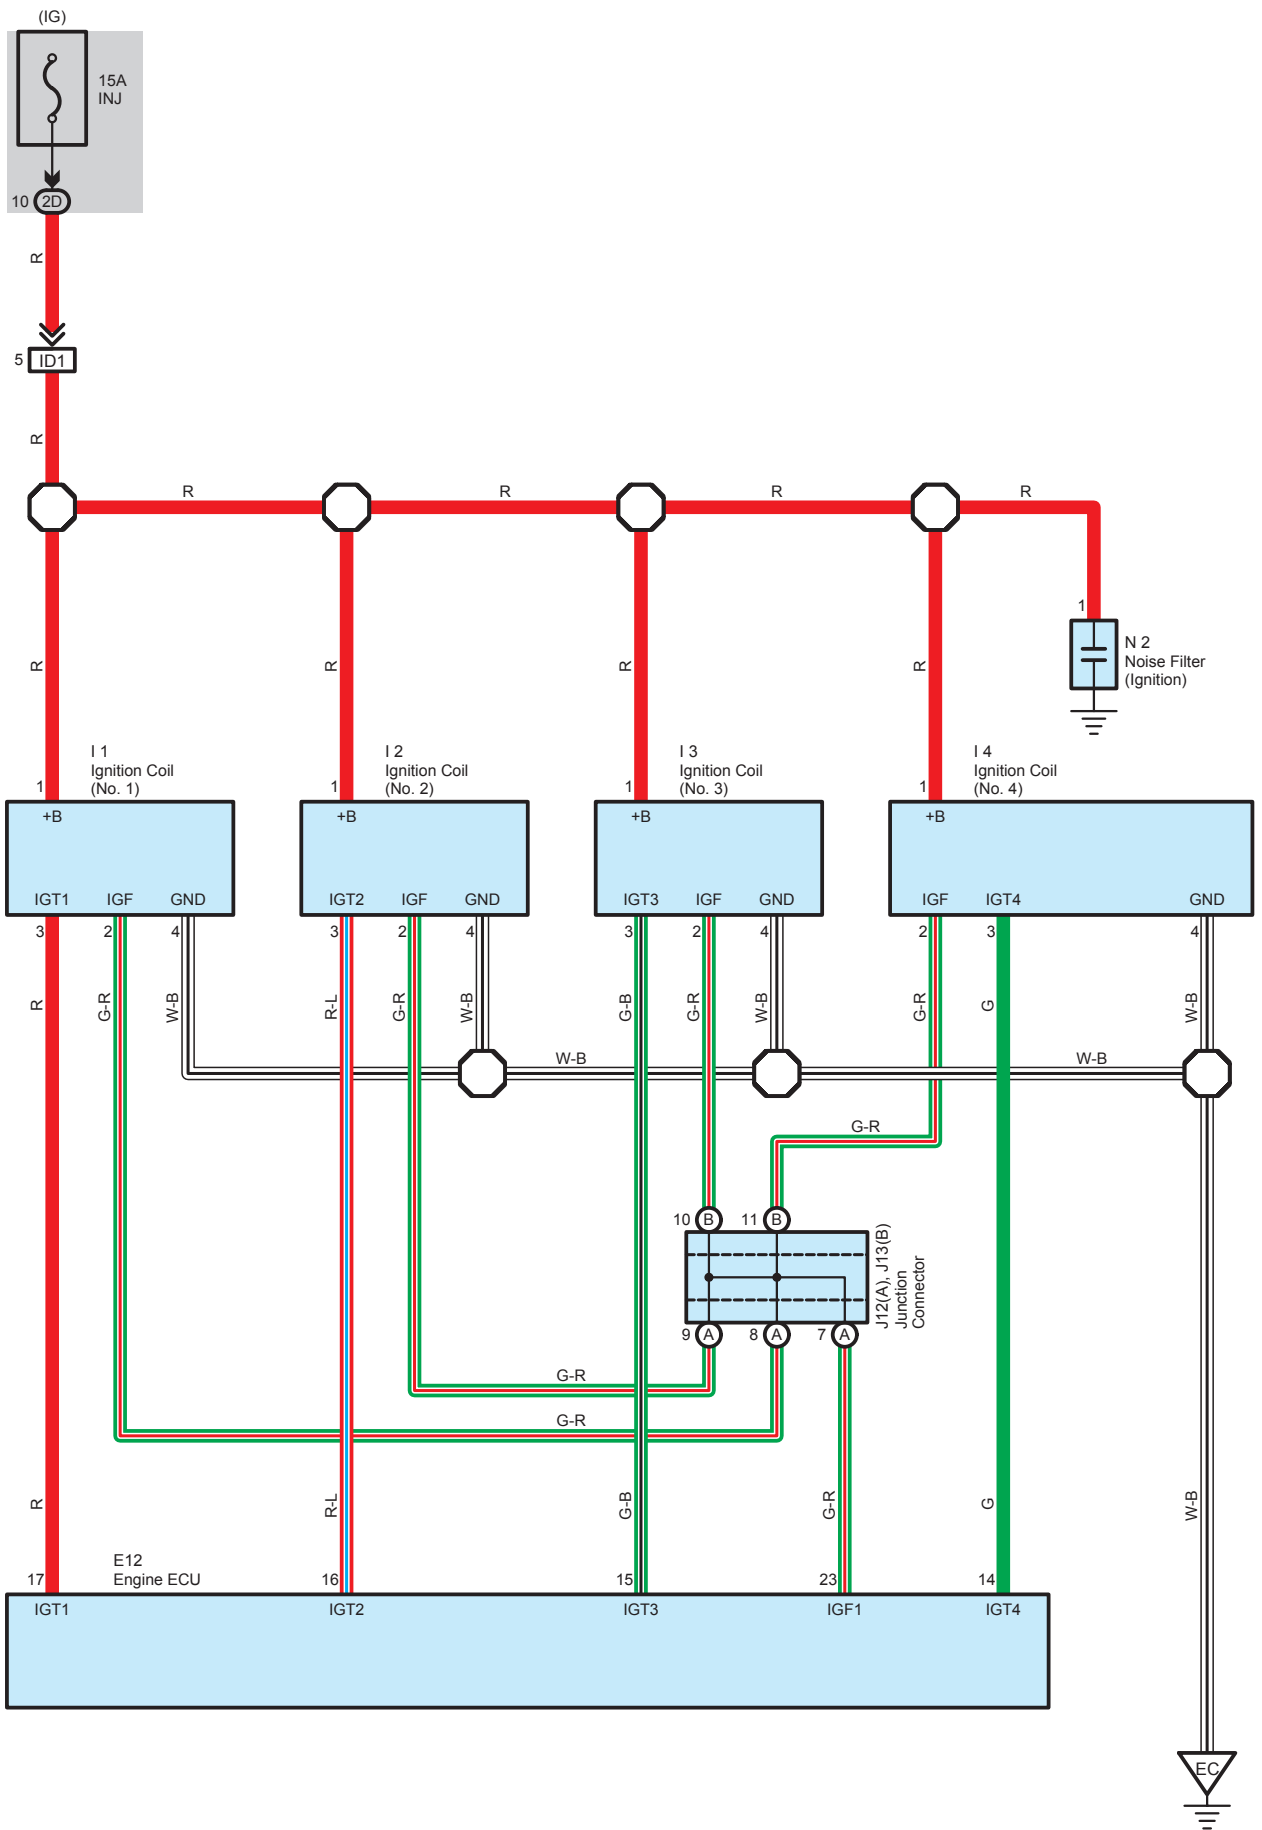 (IG)
15A
INJ
10 2D
R
5 ID1
R
R R R R
1
N 2
Noise Filter
(Ignition)
R R R R
I 1
Ignition Coil
(No. 1)
1
I 2
Ignition Coil
(No. 2)
1
I 3
Ignition Coil
(No. 3)
1
I 4
Ignition Coil
(No. 4)
1
+B +B +B +B
IGT1 IGF GND IGT2 IGF GND IGT3 IGF GND IGF IGT4 GND
3 2 4 3 2 4 3 2 4 2 3 4
R G-R W-B R-L G-R W-B G-B G-R W-B G-R G W-B
W-B W-B
G-R
10 B 11 B
J12(A), J13(B)
Junction
Connector
9 A 8 A 7 A
G-R
G-R
R R-L G-B G-R G W-B
E12
Engine ECU
17 16 15 23 14
IGT1 IGT2 IGT3 IGF1 IGT4
EC